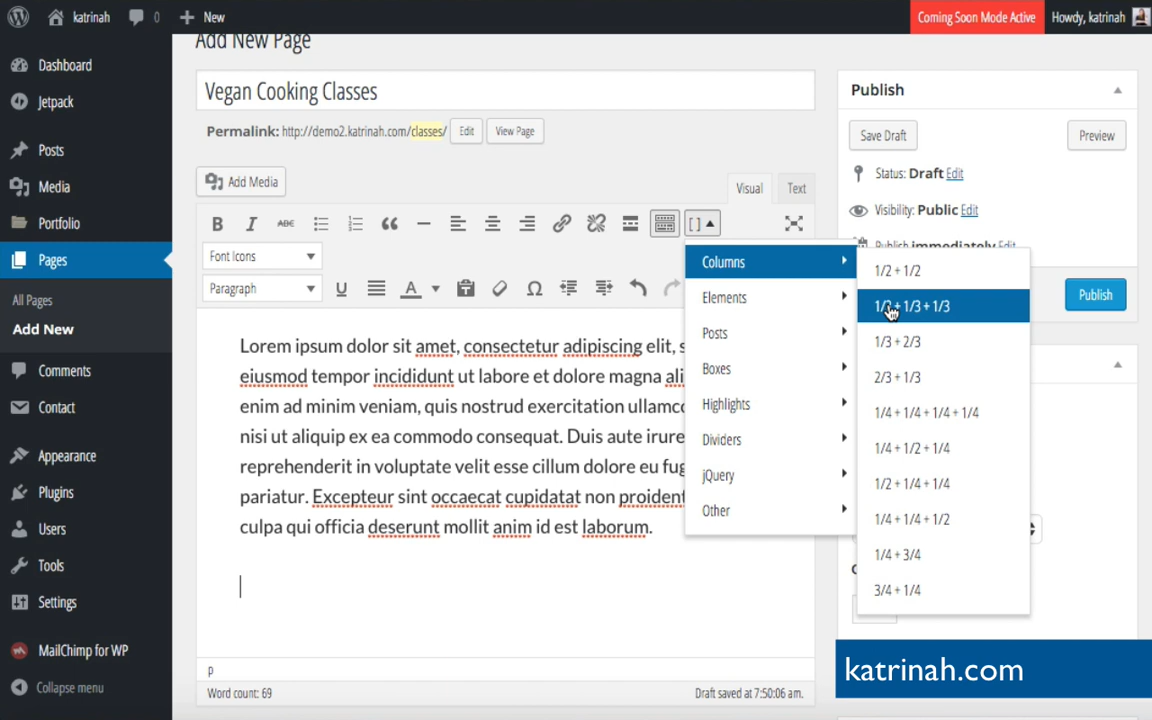 katrinah
0
New
Coming Soon Mode Active
Howdy, katrinah
Dashboard
Jetpack
Posts
Media
Portfolio
Pages
All Pages
Add New
Comments
Contact
Appearance
Plugins
Users
Tools
Settings
MailChimp for WP
Collapse menu
Add New Page
Vegan Cooking Classes
Permalink: http://demo2.katrinah.com/classes/
Edit
View Page
Add Media
Visual
Text
B I ABC
[ ]
Font Icons
Paragraph
U
A
Ω
Lorem ipsum dolor sit amet, consectetur adipiscing elit, s
eiusmod tempor incididunt ut labore et dolore magna ali
enim ad minim veniam, quis nostrud exercitation ullamco
nisi ut aliquip ex ea commodo consequat. Duis aute irure
reprehenderit in voluptate velit esse cillum dolore eu fug
pariatur. Excepteur sint occaecat cupidatat non proident
culpa qui officia deserunt mollit anim id est laborum.
p
Word count: 69
Draft saved at 7:50:06 am.
Columns
Elements
Posts
Boxes
Highlights
Dividers
jQuery
Other
1/2 + 1/2
1/3 + 1/3 + 1/3
1/3 + 2/3
2/3 + 1/3
1/4 + 1/4 + 1/4 + 1/4
1/4 + 1/2 + 1/4
1/2 + 1/4 + 1/4
1/4 + 1/4 + 1/2
1/4 + 3/4
3/4 + 1/4
Publish
Save Draft
Preview
Status: Draft Edit
Visibility: Public Edit
Publish immediately Edit
Publish
katrinah.com